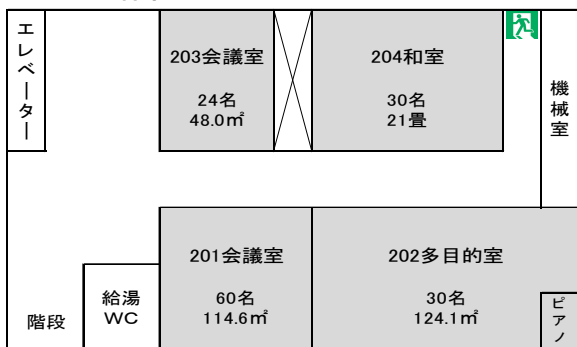 エレベーター
203会議室
24名
48.0㎡
204和室
30名
21畳
機械室
201会議室
60名
114.6㎡
202多目的室
30名
124.1㎡
階段
給湯
WC
ピアノ